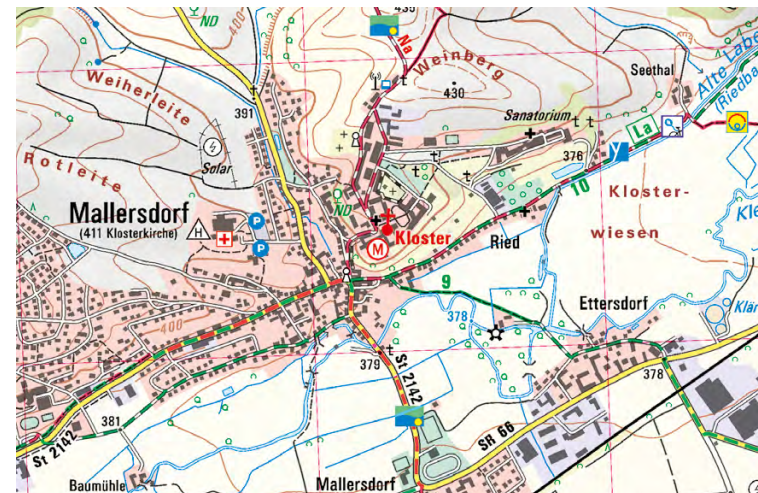 ND
400
435
Na
Weinberg
430
Seethal
Alte Labe
(Riedba
Weiherleite
391
Sanatorium
La
y
376
10
Solar
Rotleite
ND
Kloster-
wiesen
Kle
Mallersdorf
(411 Klosterkirche)
H
P
P
M
Kloster
Ried
9
378
Ettersdorf
Klär
400
379
St 2142
378
381
St 2142
SR 66
Baumühle
Mallersdorf